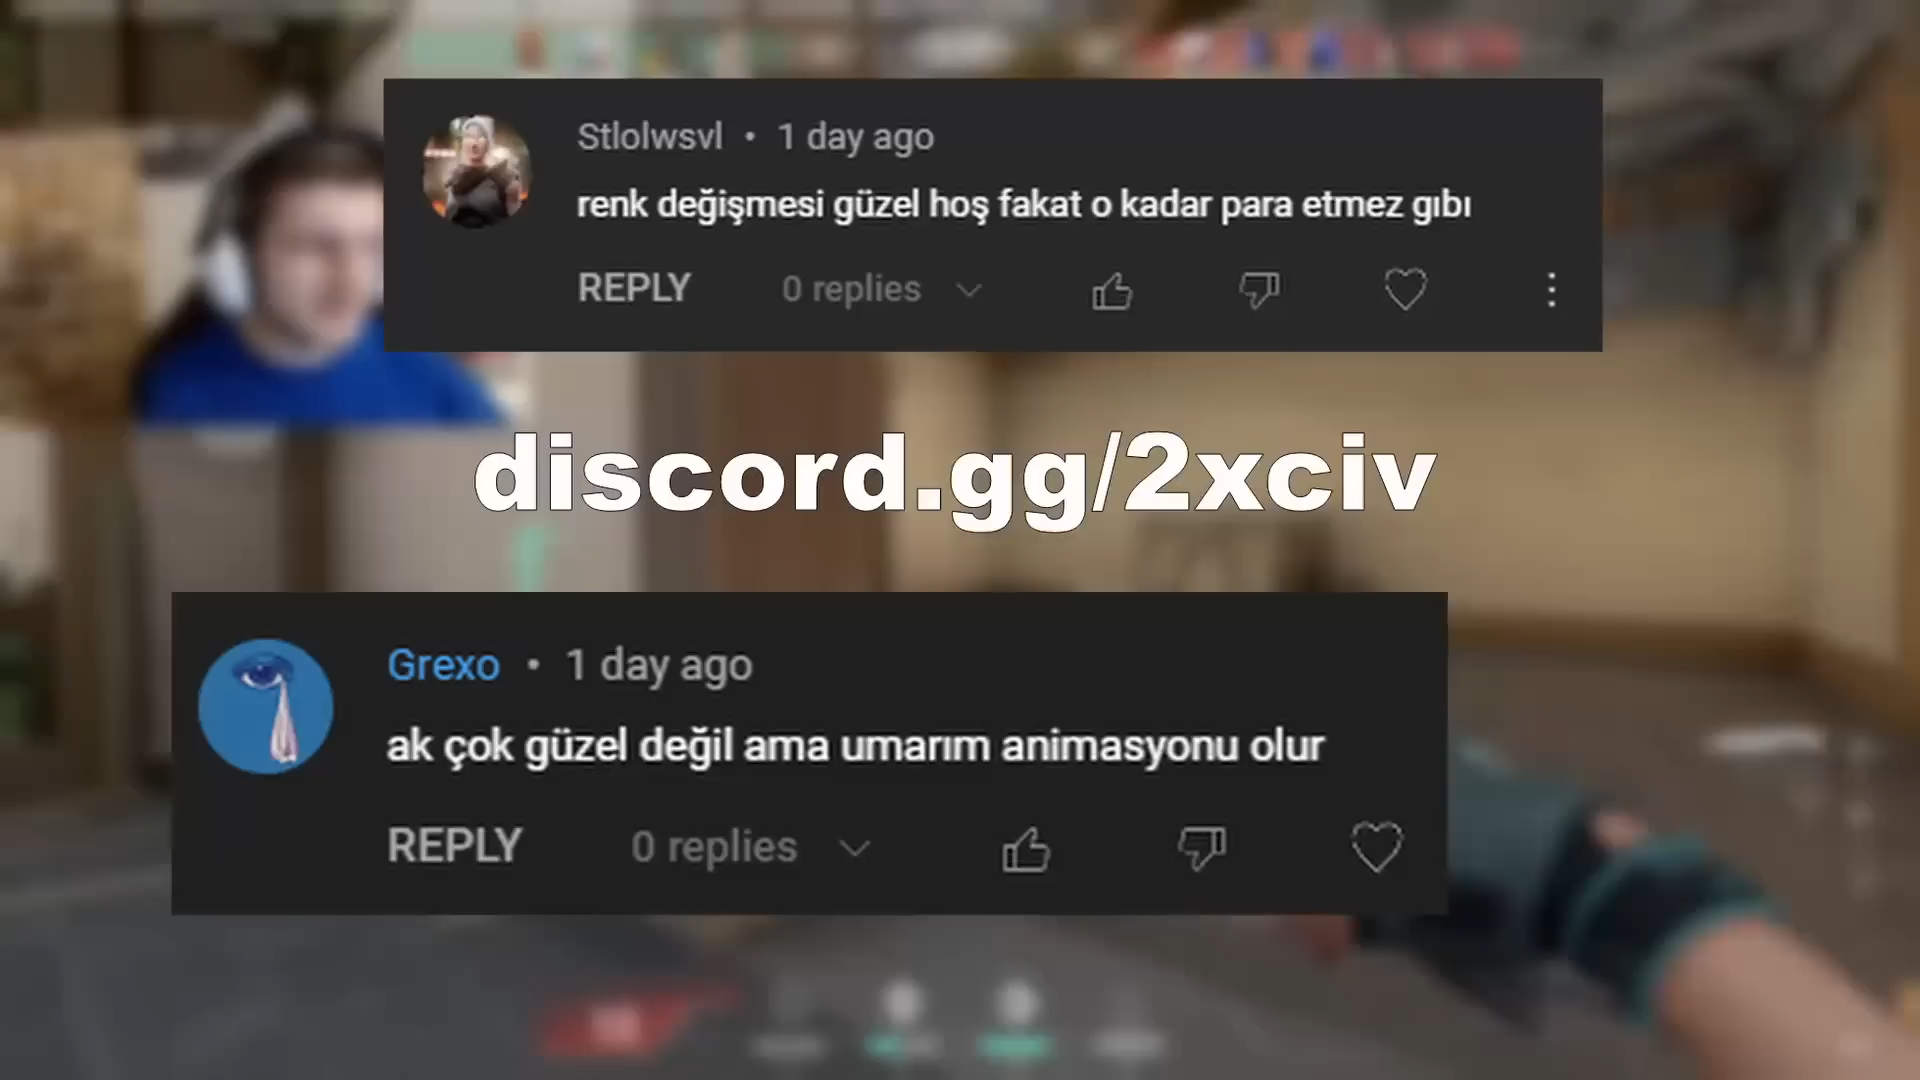 Stlolwsvl • 1 day ago
renk değişmesi güzel hoş fakat o kadar para etmez gıbı
REPLY 0 replies
discord.gg/2xciv
Grexo • 1 day ago
ak çok güzel değil ama umarım animasyonu olur
REPLY 0 replies